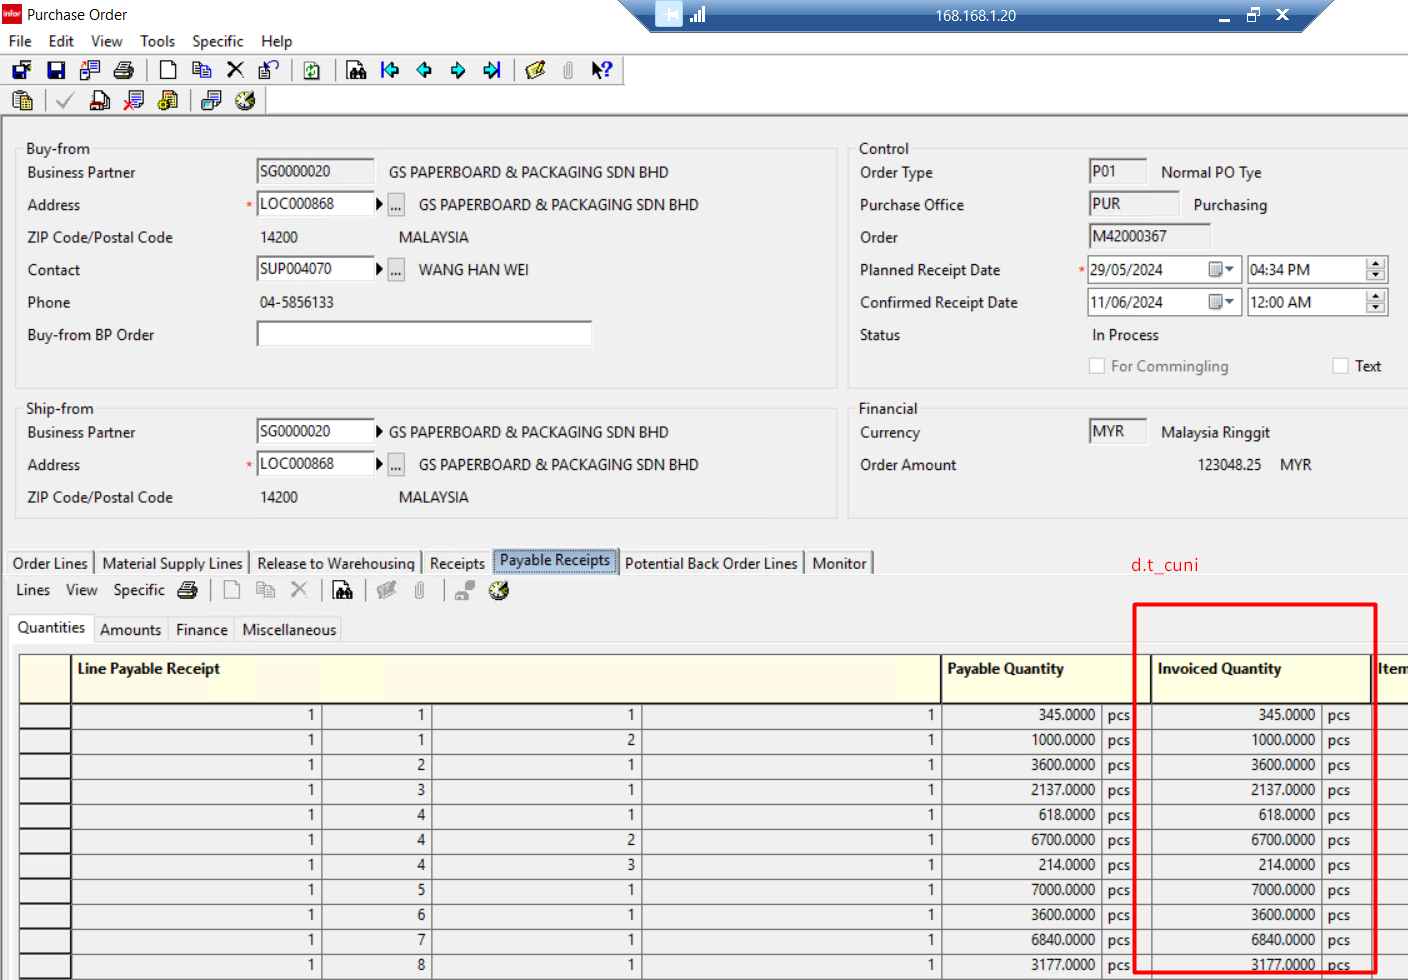 infor Purchase Order
168.168.1.20
File Edit View Tools Specific Help
Buy-from
Business Partner SG0000020 GS PAPERBOARD & PACKAGING SDN BHD
Address * LOC000868 ... GS PAPERBOARD & PACKAGING SDN BHD
ZIP Code/Postal Code 14200 MALAYSIA
Contact SUP004070 ... WANG HAN WEI
Phone 04-5856133
Buy-from BP Order
Control
Order Type P01 Normal PO Tye
Purchase Office PUR Purchasing
Order M42000367
Planned Receipt Date * 29/05/2024 04:34 PM
Confirmed Receipt Date 11/06/2024 12:00 AM
Status In Process
For Commingling Text
Ship-from
Business Partner SG0000020 GS PAPERBOARD & PACKAGING SDN BHD
Address * LOC000868 ... GS PAPERBOARD & PACKAGING SDN BHD
ZIP Code/Postal Code 14200 MALAYSIA
Financial
Currency MYR Malaysia Ringgit
Order Amount 123048.25 MYR
Order Lines Material Supply Lines Release to Warehousing Receipts Payable Receipts Potential Back Order Lines Monitor
d.t_cuni
Lines View Specific
Quantities Amounts Finance Miscellaneous
Line Payable Receipt Payable Quantity Invoiced Quantity Item
1 1 1 1 345.0000 pcs 345.0000 pcs
1 1 2 1 1000.0000 pcs 1000.0000 pcs
1 2 1 1 3600.0000 pcs 3600.0000 pcs
1 3 1 1 2137.0000 pcs 2137.0000 pcs
1 4 1 1 618.0000 pcs 618.0000 pcs
1 4 2 1 6700.0000 pcs 6700.0000 pcs
1 4 3 1 214.0000 pcs 214.0000 pcs
1 5 1 1 7000.0000 pcs 7000.0000 pcs
1 6 1 1 3600.0000 pcs 3600.0000 pcs
1 7 1 1 6840.0000 pcs 6840.0000 pcs
1 8 1 1 3177.0000 pcs 3177.0000 pcs